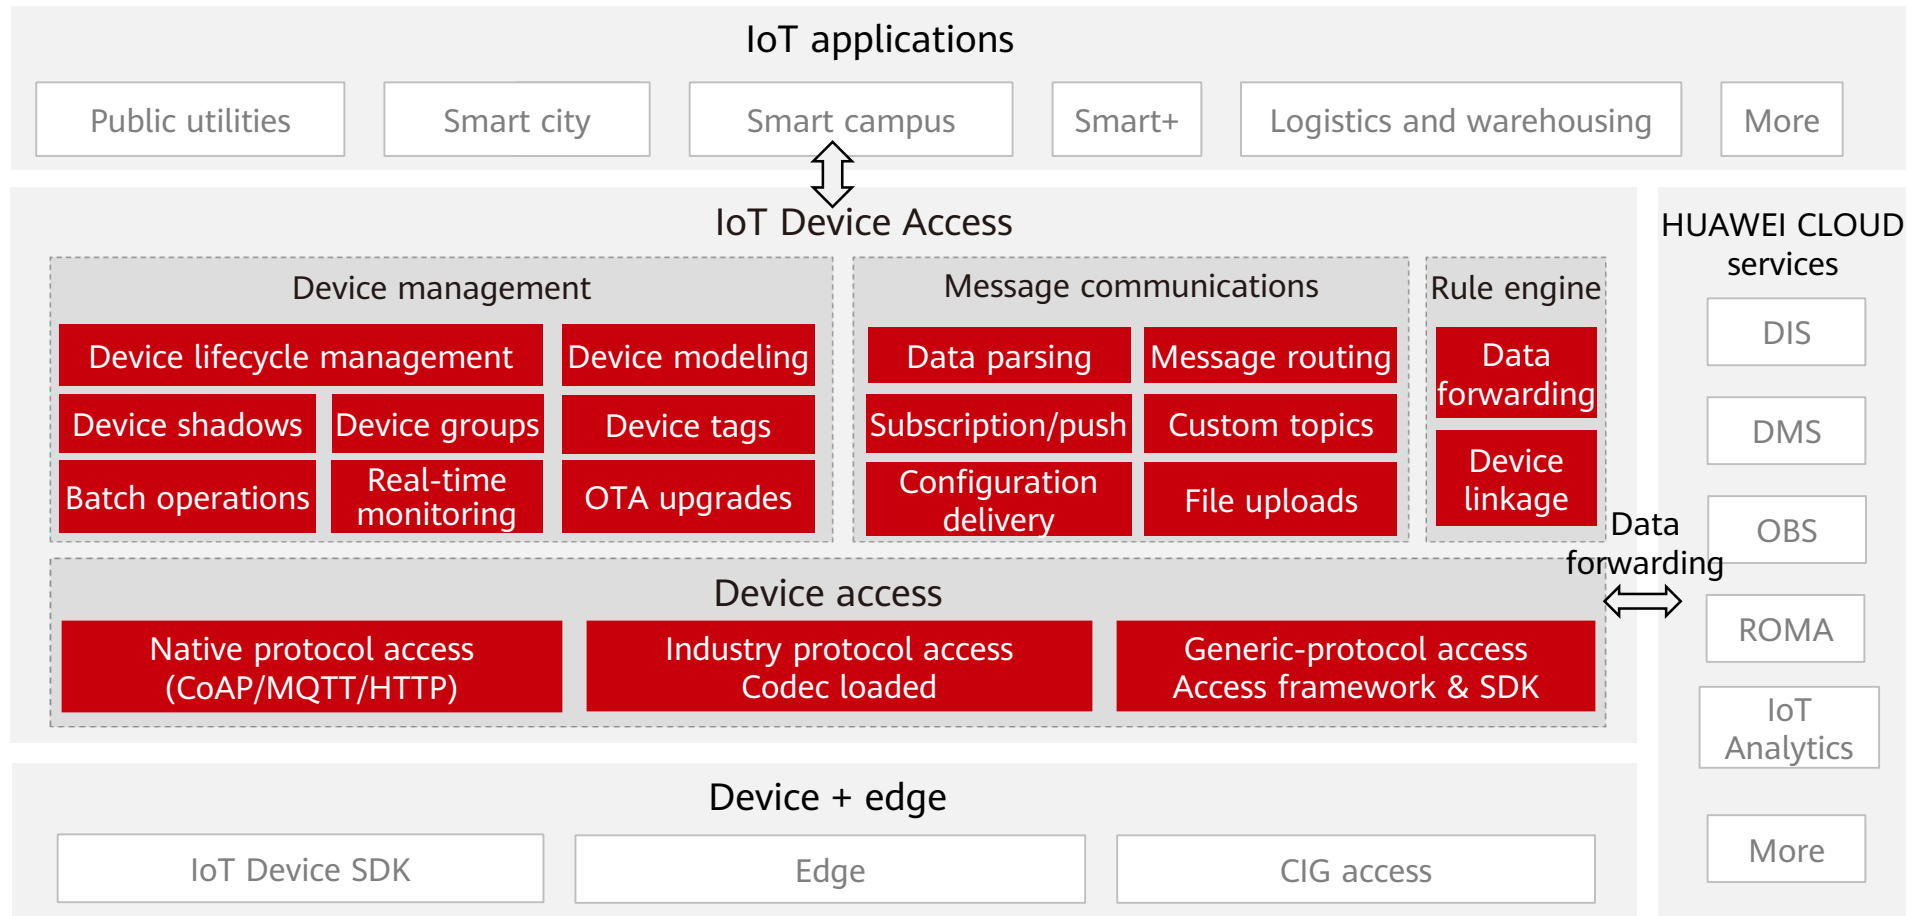 IoT applications
Public utilities
Smart city
Smart campus
Smart+
Logistics and warehousing
More
IoT Device Access
Device management
Device lifecycle management
Device modeling
Device shadows
Device groups
Device tags
Batch operations
Real-time
monitoring
OTA upgrades
Message communications
Data parsing
Message routing
Subscription/push
Custom topics
Configuration
delivery
File uploads
Rule engine
Data
forwarding
Device
linkage
Device access
Native protocol access
(CoAP/MQTT/HTTP)
Industry protocol access
Codec loaded
Generic-protocol access
Access framework & SDK
Data
forwarding
HUAWEI CLOUD
services
DIS
DMS
OBS
ROMA
IoT
Analytics
More
Device + edge
IoT Device SDK
Edge
CIG access